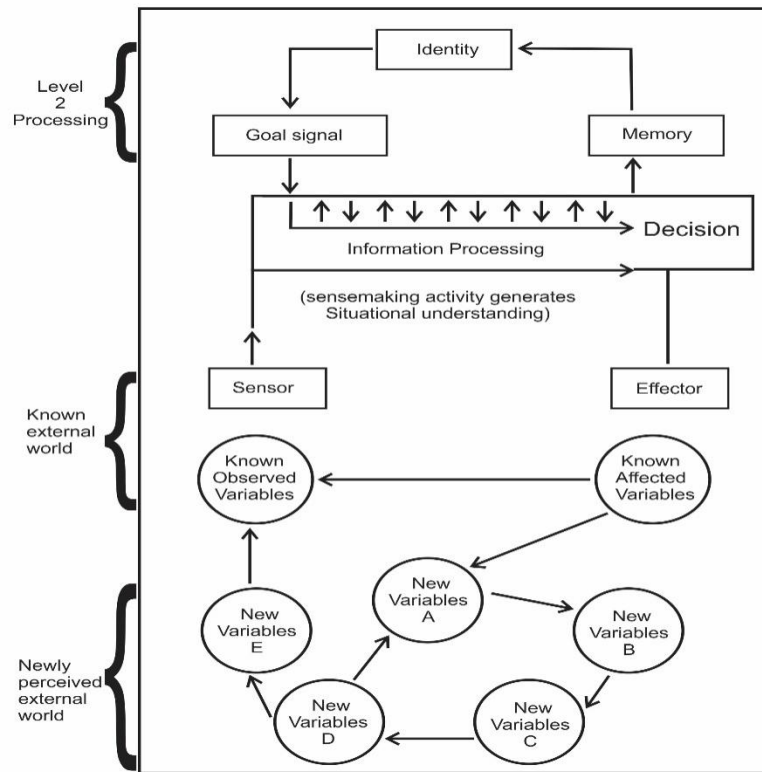 Level
2
Processing
Identity
Goal signal
Memory
Decision
Information Processing
(sensemaking activity generates
Situational understanding)
Sensor
Effector
Known
external
world
Known
Observed
Variables
Known
Affected
Variables
New
Variables
A
New
Variables
E
New
Variables
B
Newly
perceived
external
world
New
Variables
D
New
Variables
C